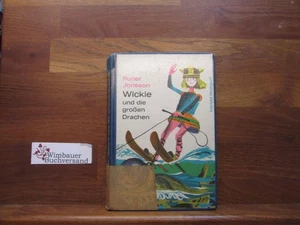 Runer Jonsson
Wickie
und die
großen
Drachen
Wimbauer
Buchversand